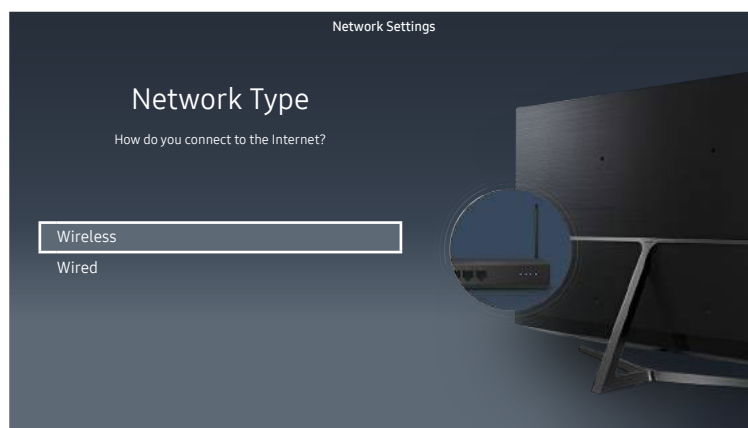 Network Settings
Network Type
How do you connect to the Internet?
Wireless
Wired